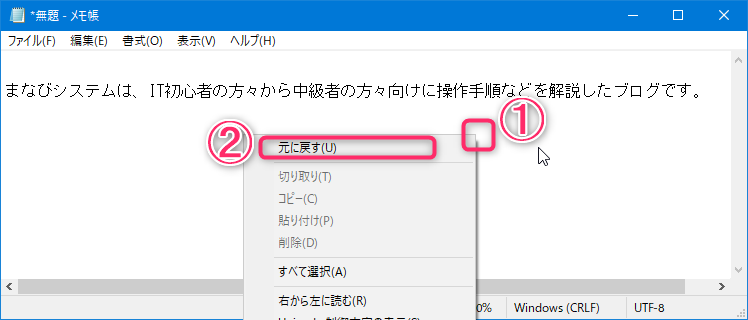 *無題 - メモ帳
ファイル(F) 編集(E) 書式(O) 表示(V) ヘルプ(H)
まなびシステムは、IT初心者の方々から中級者の方々向けに操作手順などを解説したブログです。
①
②
元に戻す(U)
切り取り(T)
コピー(C)
貼り付け(P)
削除(D)
すべて選択(A)
右から左に読む(R)
0% Windows (CRLF) UTF-8